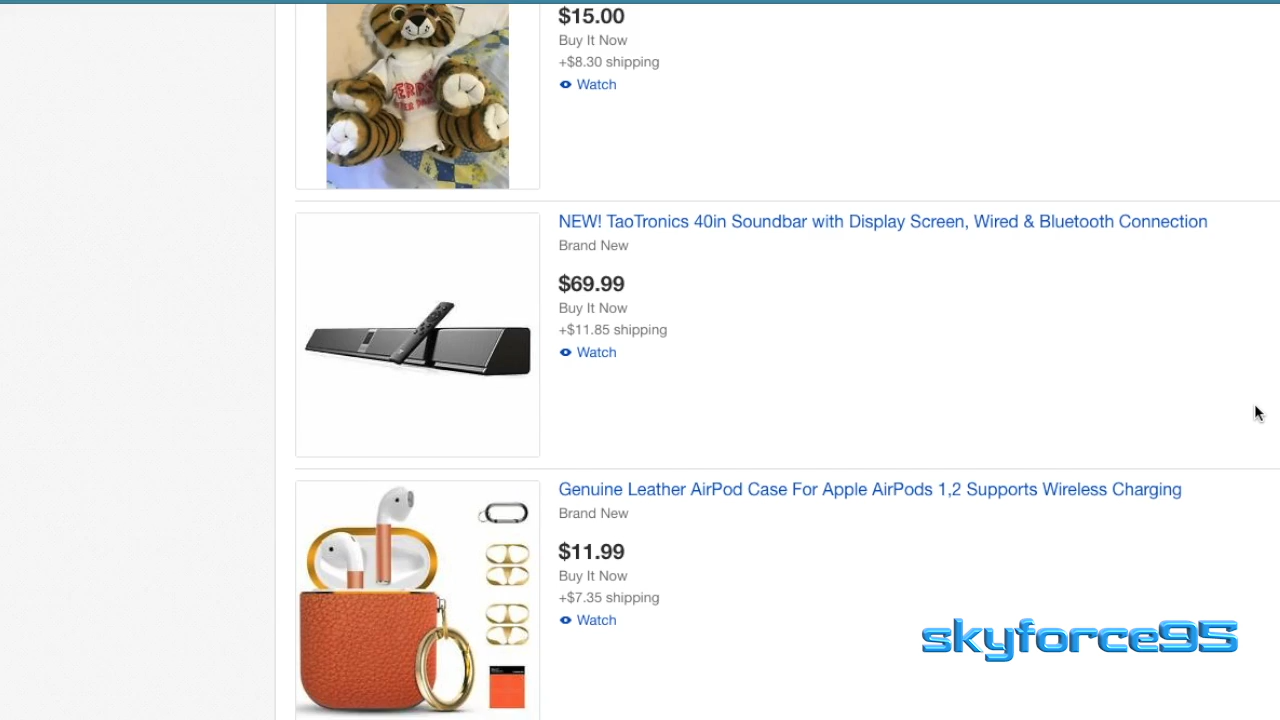 $15.00
Buy It Now
+$8.30 shipping
Watch
NEW! TaoTronics 40in Soundbar with Display Screen, Wired & Bluetooth Connection
Brand New
$69.99
Buy It Now
+$11.85 shipping
Watch
Genuine Leather AirPod Case For Apple AirPods 1,2 Supports Wireless Charging
Brand New
$11.99
Buy It Now
+$7.35 shipping
Watch
skyforce95